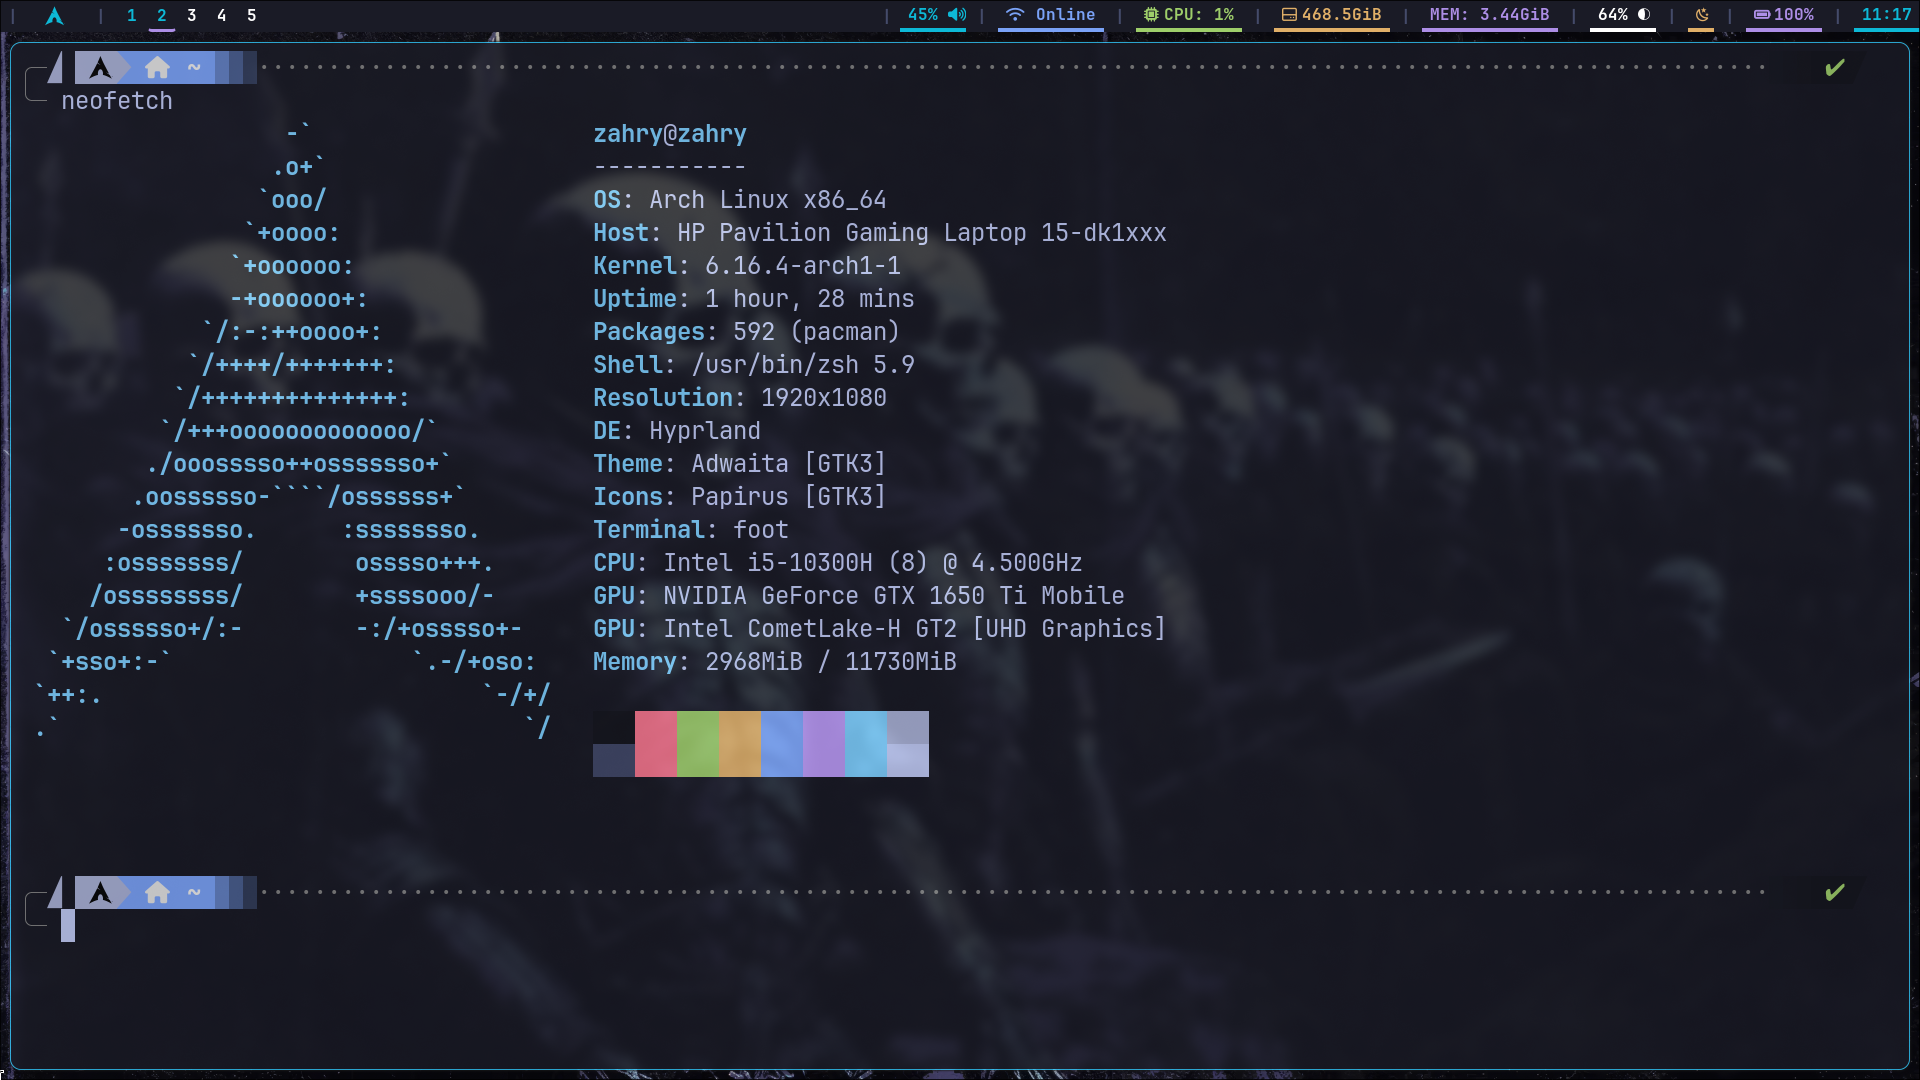 1 2 3 4 5 45% Online CPU: 1% 468.5GiB MEM: 3.44GiB 64% 100% 11:17
~
neofetch
-`
.o+`
`ooo/
`+oooo:
`+oooooo:
-+oooooo+:
`/:-:++oooo+:
`/++++/+++++++:
`/++++++++++++++:
`/+++ooooooooooooo/`
./ooosssso++osssssso+`
.oossssso-````/ossssss+`
-osssssso. :ssssssso.
:osssssss/ osssso+++.
/ossssssss/ +ssssooo/-
`/ossssso+/:- -:/+osssso+-
`+sso+:-` `.-/+oso:
`++:. `-/+/
.` `/
zahry@zahry
-----------
OS: Arch Linux x86_64
Host: HP Pavilion Gaming Laptop 15-dk1xxx
Kernel: 6.16.4-arch1-1
Uptime: 1 hour, 28 mins
Packages: 592 (pacman)
Shell: /usr/bin/zsh 5.9
Resolution: 1920x1080
DE: Hyprland
Theme: Adwaita [GTK3]
Icons: Papirus [GTK3]
Terminal: foot
CPU: Intel i5-10300H (8) @ 4.500GHz
GPU: NVIDIA GeForce GTX 1650 Ti Mobile
GPU: Intel CometLake-H GT2 [UHD Graphics]
Memory: 2968MiB / 11730MiB
~